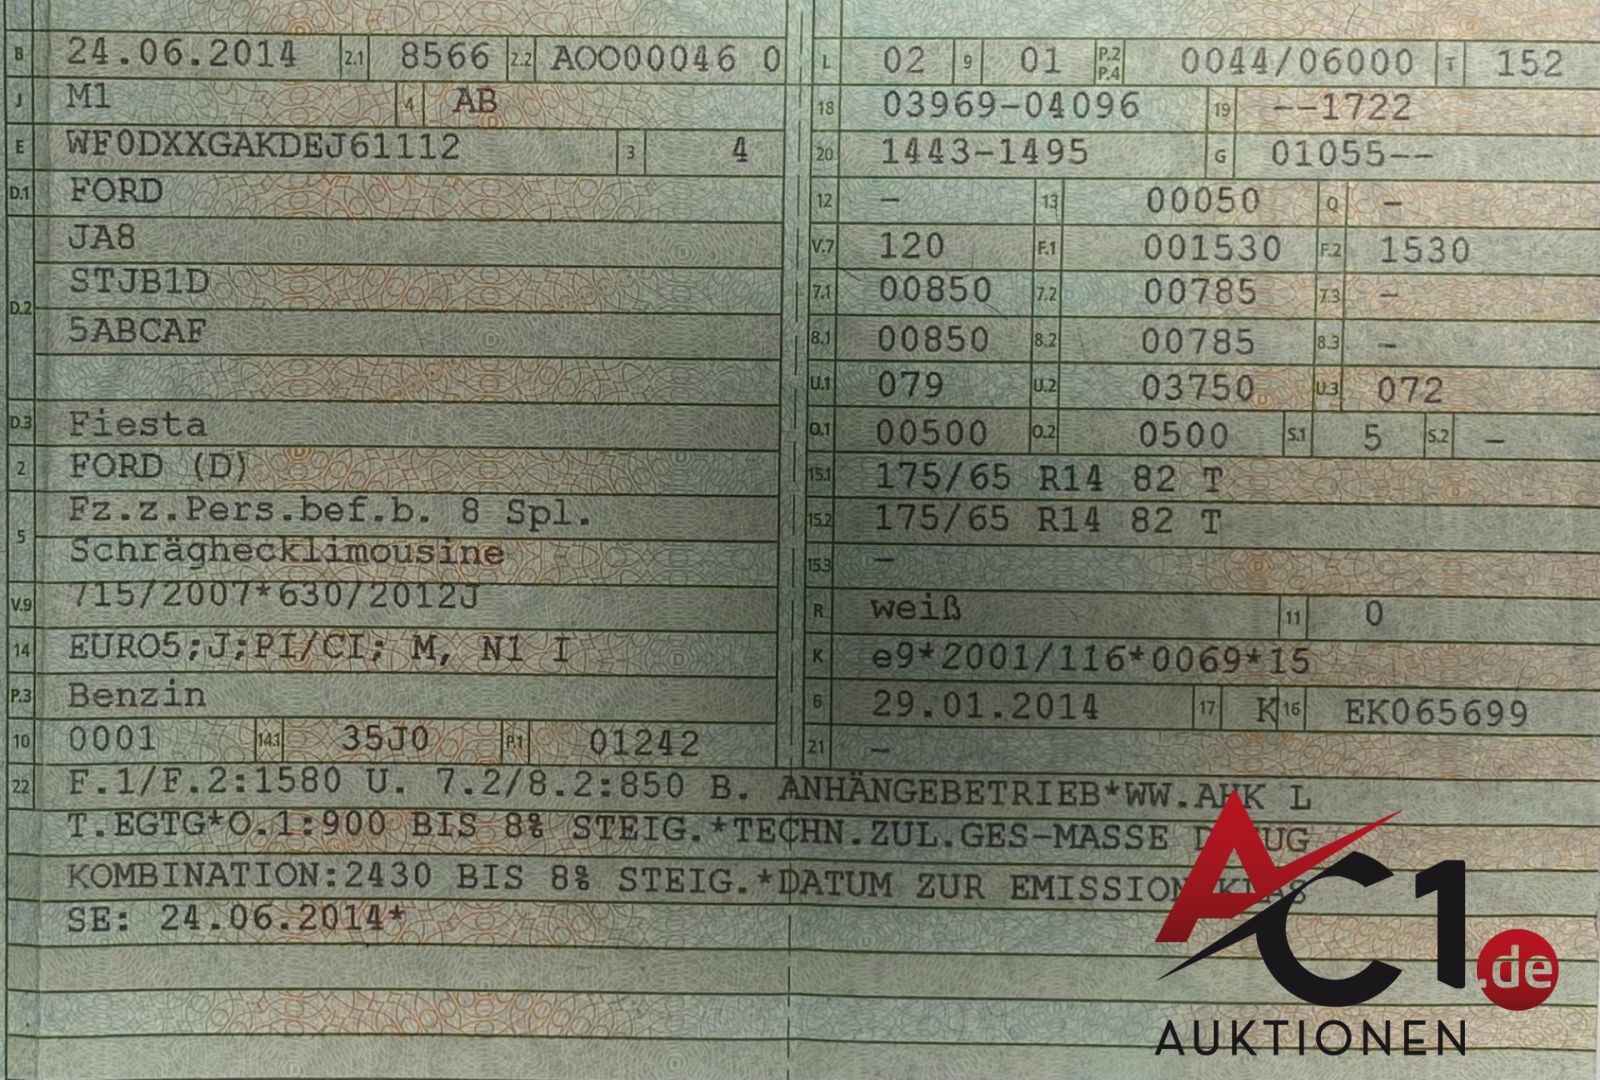 B 24.06.2014 2.1 8566 2.2 AOO00046 0
J M1 4 AB
E WF0DXXGAKDEJ61112 3 4
D.1 FORD
JA8
D.2 STJB1D
5ABCAF
D.3 Fiesta
2 FORD (D)
5 Fz.z.Pers.bef.b. 8 Spl.
Schräghecklimousine
V.9 715/2007*630/2012J
14 EURO5;J;PI/CI; M, N1 I
P.3 Benzin
10 0001 14.1 35J0 P.1 01242
L 02 9 01 P.2 P.4 0044/06000 T 152
18 03969-04096 19 --1722
20 1443-1495 G 01055--
12 - 13 00050 Q -
V.7 120 F.1 001530 F.2 1530
7.1 00850 7.2 00785 7.3 -
8.1 00850 8.2 00785 8.3 -
U.1 079 U.2 03750 U.3 072
O.1 00500 O.2 0500 S.1 5 S.2 -
15.1 175/65 R14 82 T
15.2 175/65 R14 82 T
15.3 -
R weiß 11 0
K e9*2001/116*0069*15
6 29.01.2014 17 K 16 EK065699
21 -
22 F.1/F.2:1580 U. 7.2/8.2:850 B. ANHÄNGEBETRIEB*WW.AHK L
T.EGTG*O.1:900 BIS 8% STEIG.*TECHN.ZUL.GES-MASSE UG
KOMBINATION:2430 BIS 8% STEIG.*DATUM ZUR EMISSION KLAS
SE: 24.06.2014*
AC1.de
AUKTIONEN